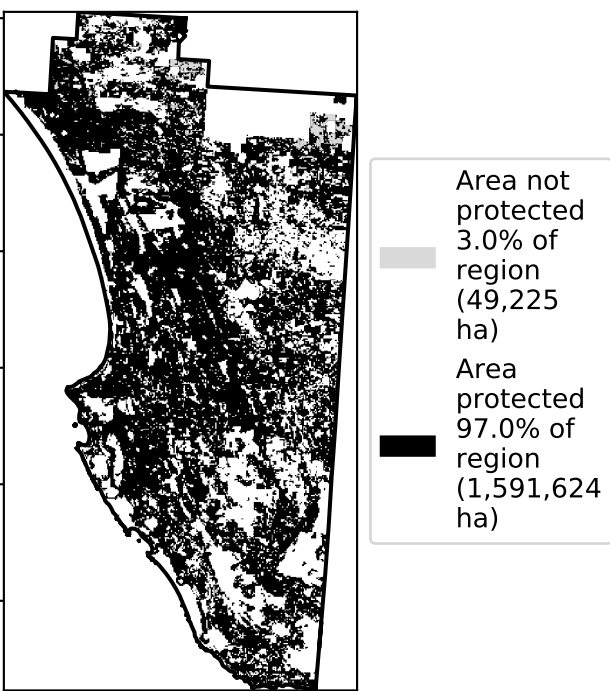 Area not
protected
3.0% of
region
(49,225
ha)
Area
protected
97.0% of
region
(1,591,624
ha)